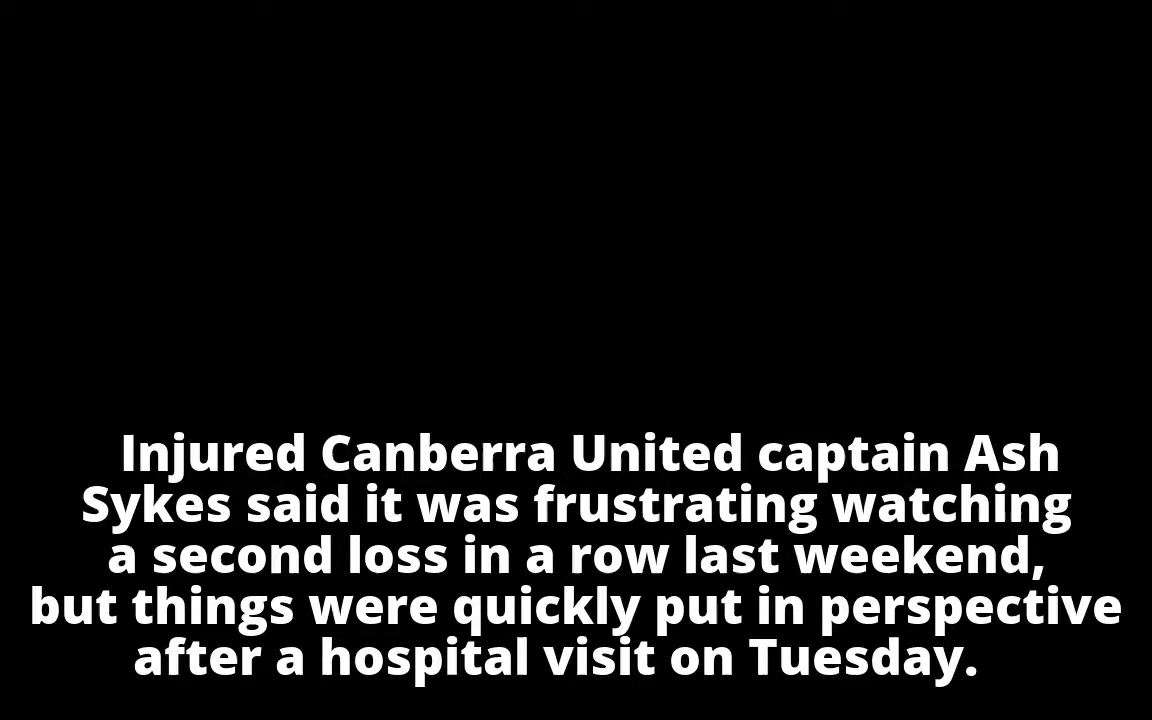 Injured Canberra United captain Ash
Sykes said it was frustrating watching
a second loss in a row last weekend,
but things were quickly put in perspective
after a hospital visit on Tuesday.